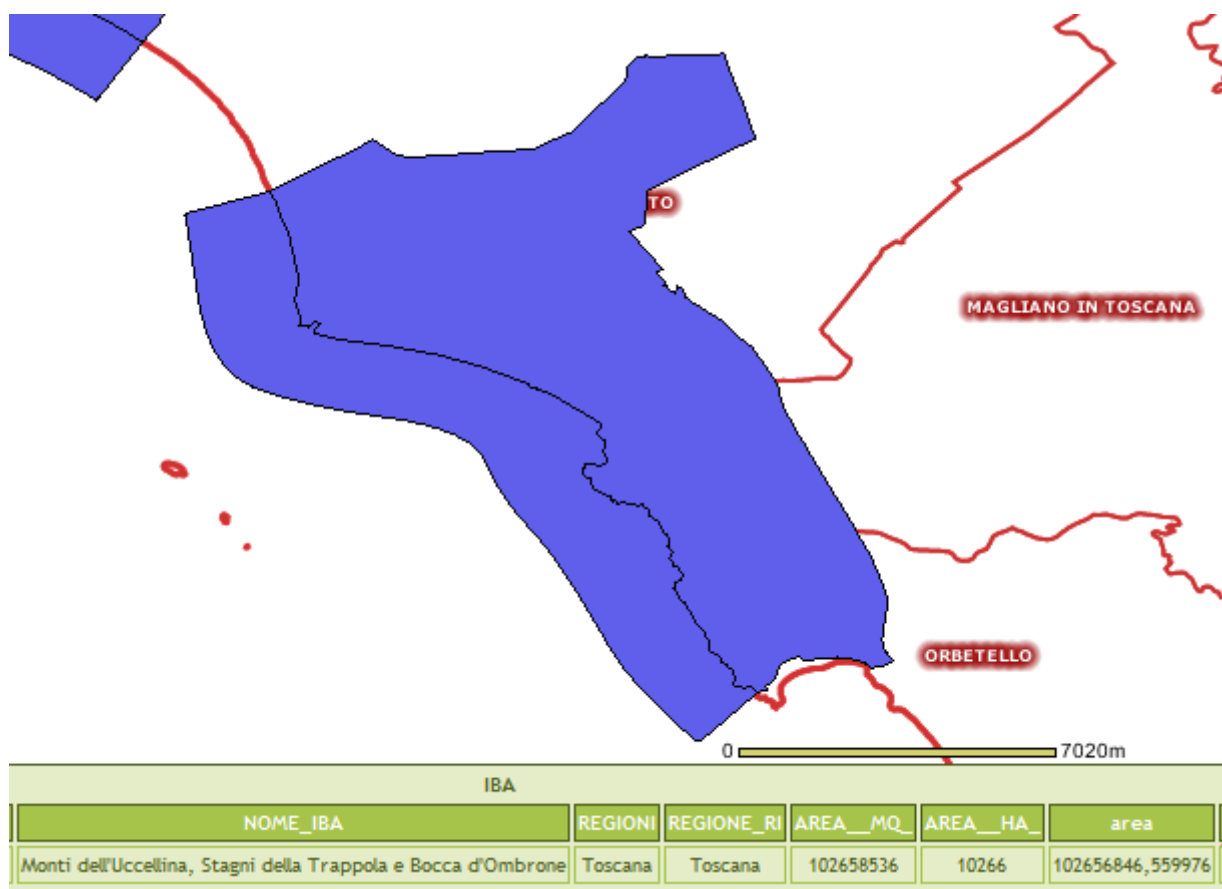 TO
MAGLIANO IN TOSCANA
ORBETELLO
0 7020m
IBA
NOME_IBA REGIONI REGIONE_RI AREA__MQ_ AREA__HA_ area
Monti dell'Uccellina, Stagni della Trappola e Bocca d'Ombrone Toscana Toscana 102658536 10266 102656846,559976